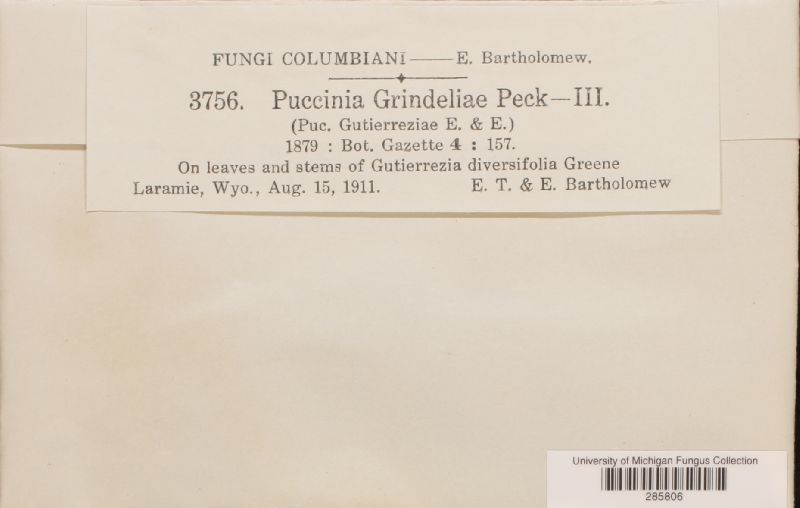 FUNGI COLUMBIANI—E. Bartholomew.
3756. Puccinia Grindeliae Peck—III.
(Puc. Gutierreziae E. & E.)
1879 : Bot. Gazette 4 : 157.
On leaves and stems of Gutierrezia diversifolia Greene
Laramie, Wyo., Aug. 15, 1911. E. T. & E. Bartholomew
University of Michigan Fungus Collection
285806